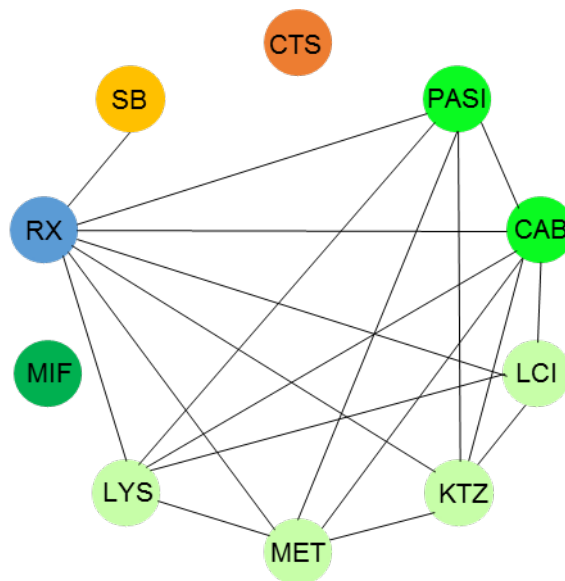 CTS
SB
PASI
RX
CAB
MIF
LCI
LYS
KTZ
MET